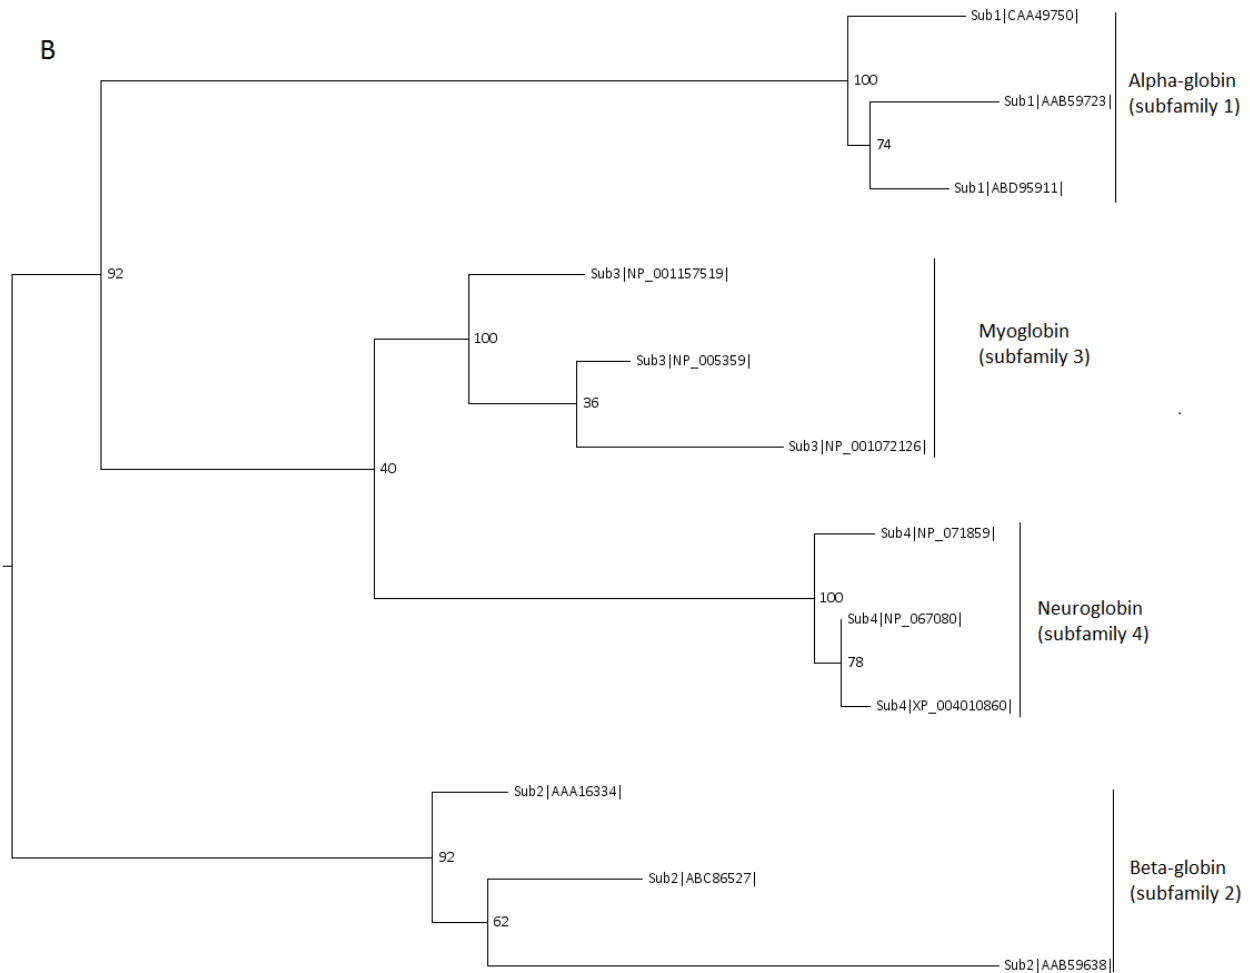 B
Sub1|CAA49750|
100
Alpha-globin
(subfamily 1)
Sub1|AAB59723|
74
Sub1|ABD95911|
92
Sub3|NP_001157519|
Myoglobin
(subfamily 3)
100
Sub3|NP_005359|
36
Sub3|NP_001072126|
40
Sub4|NP_071859|
100
Neuroglobin
(subfamily 4)
Sub4|NP_067080|
78
Sub4|XP_004010860|
Sub2|AAA16334|
92
Beta-globin
(subfamily 2)
Sub2|ABC86527|
62
Sub2|AAB59638|